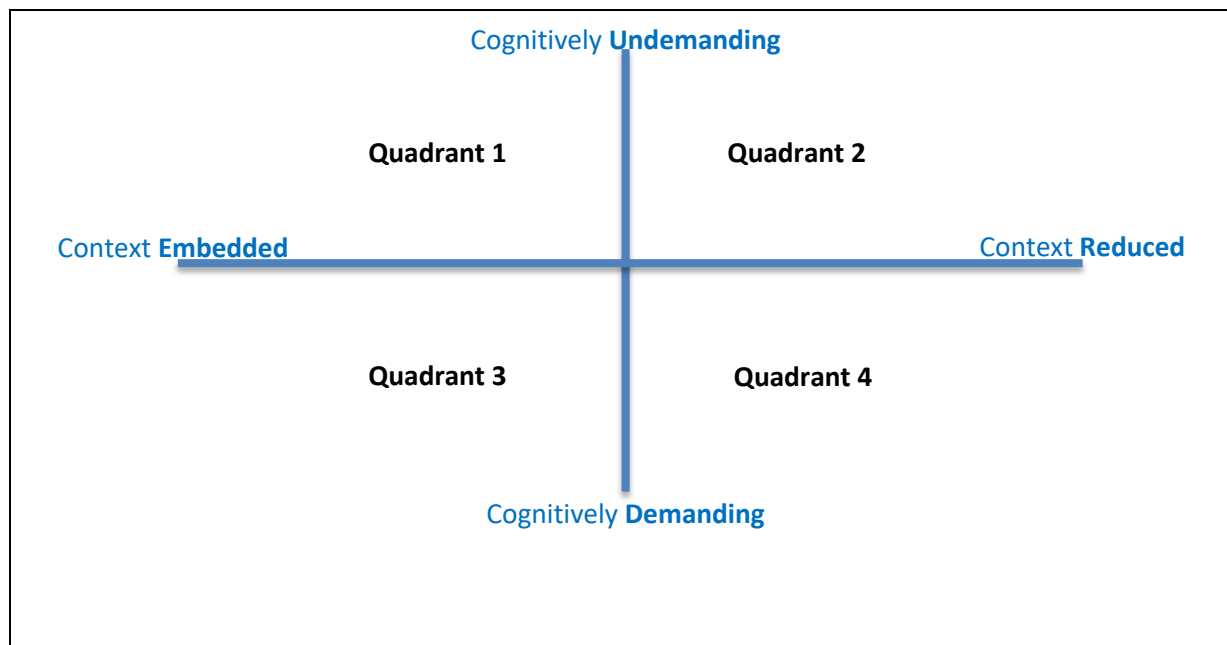 Cognitively Undemanding
Quadrant 1
Quadrant 2
Context Embedded
Context Reduced
Quadrant 3
Quadrant 4
Cognitively Demanding